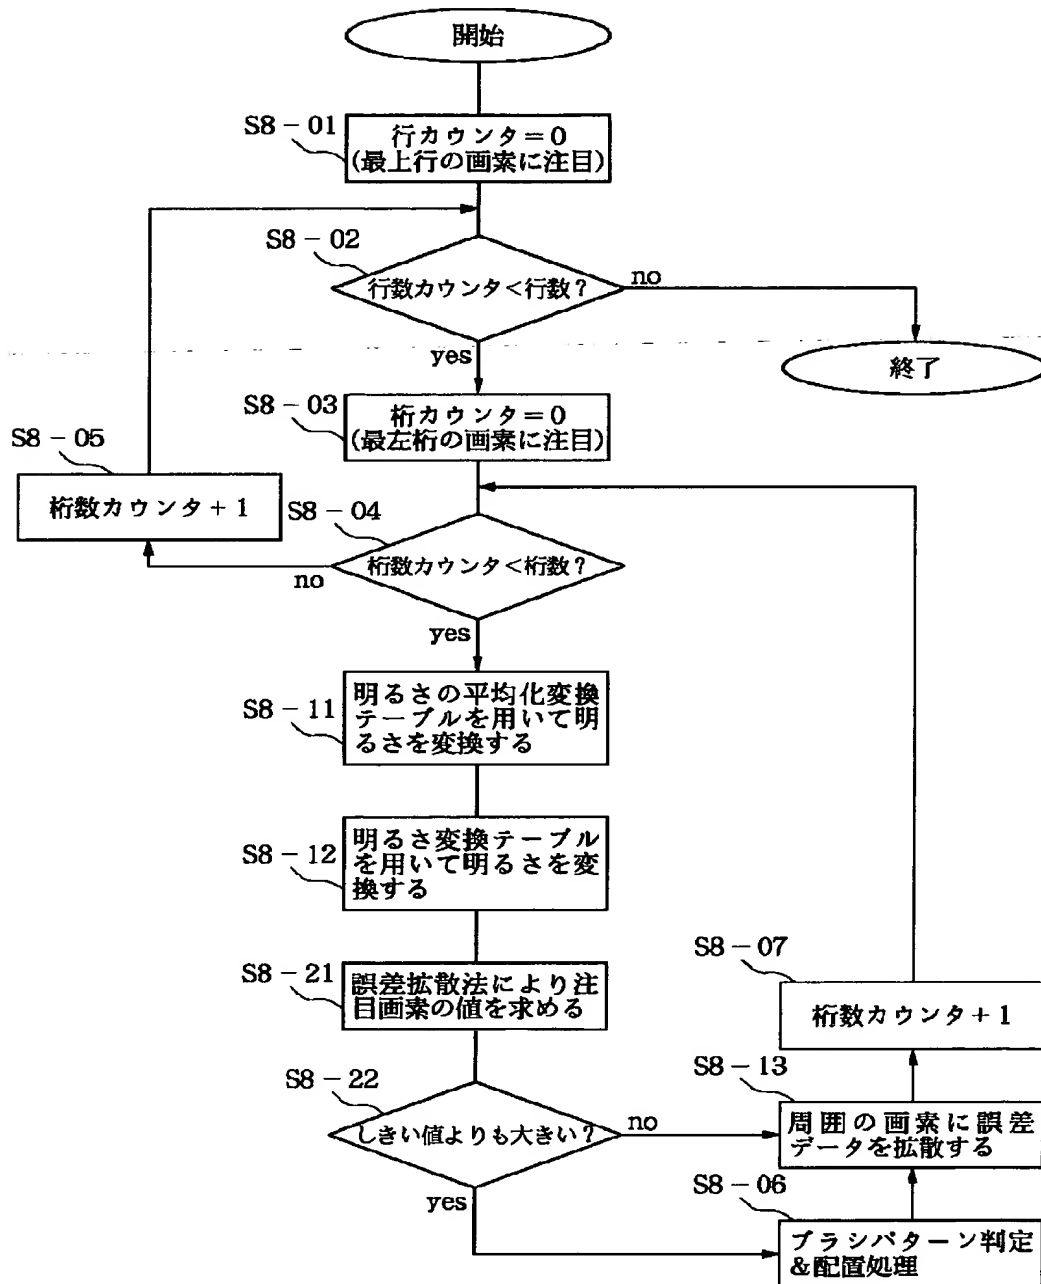 開始
S8－01
行カウンタ＝0
(最上行の画素に注目)
S8－02
行数カウンタ＜行数？
no
yes
終了
S8－03
桁カウンタ＝0
(最左桁の画素に注目)
S8－05
桁数カウンタ＋1
S8－04
桁数カウンタ＜桁数？
no
yes
S8－11
明るさの平均化変換
テーブルを用いて明
るさを変換する
S8－12
明るさ変換テーブル
を用いて明るさを変
換する
S8－21
誤差拡散法により注
目画素の値を求める
S8－07
桁数カウンタ＋1
S8－22
しきい値よりも大きい？
no
yes
S8－13
周囲の画素に誤差
データを拡散する
S8－06
ブラシパターン判定
&配置処理